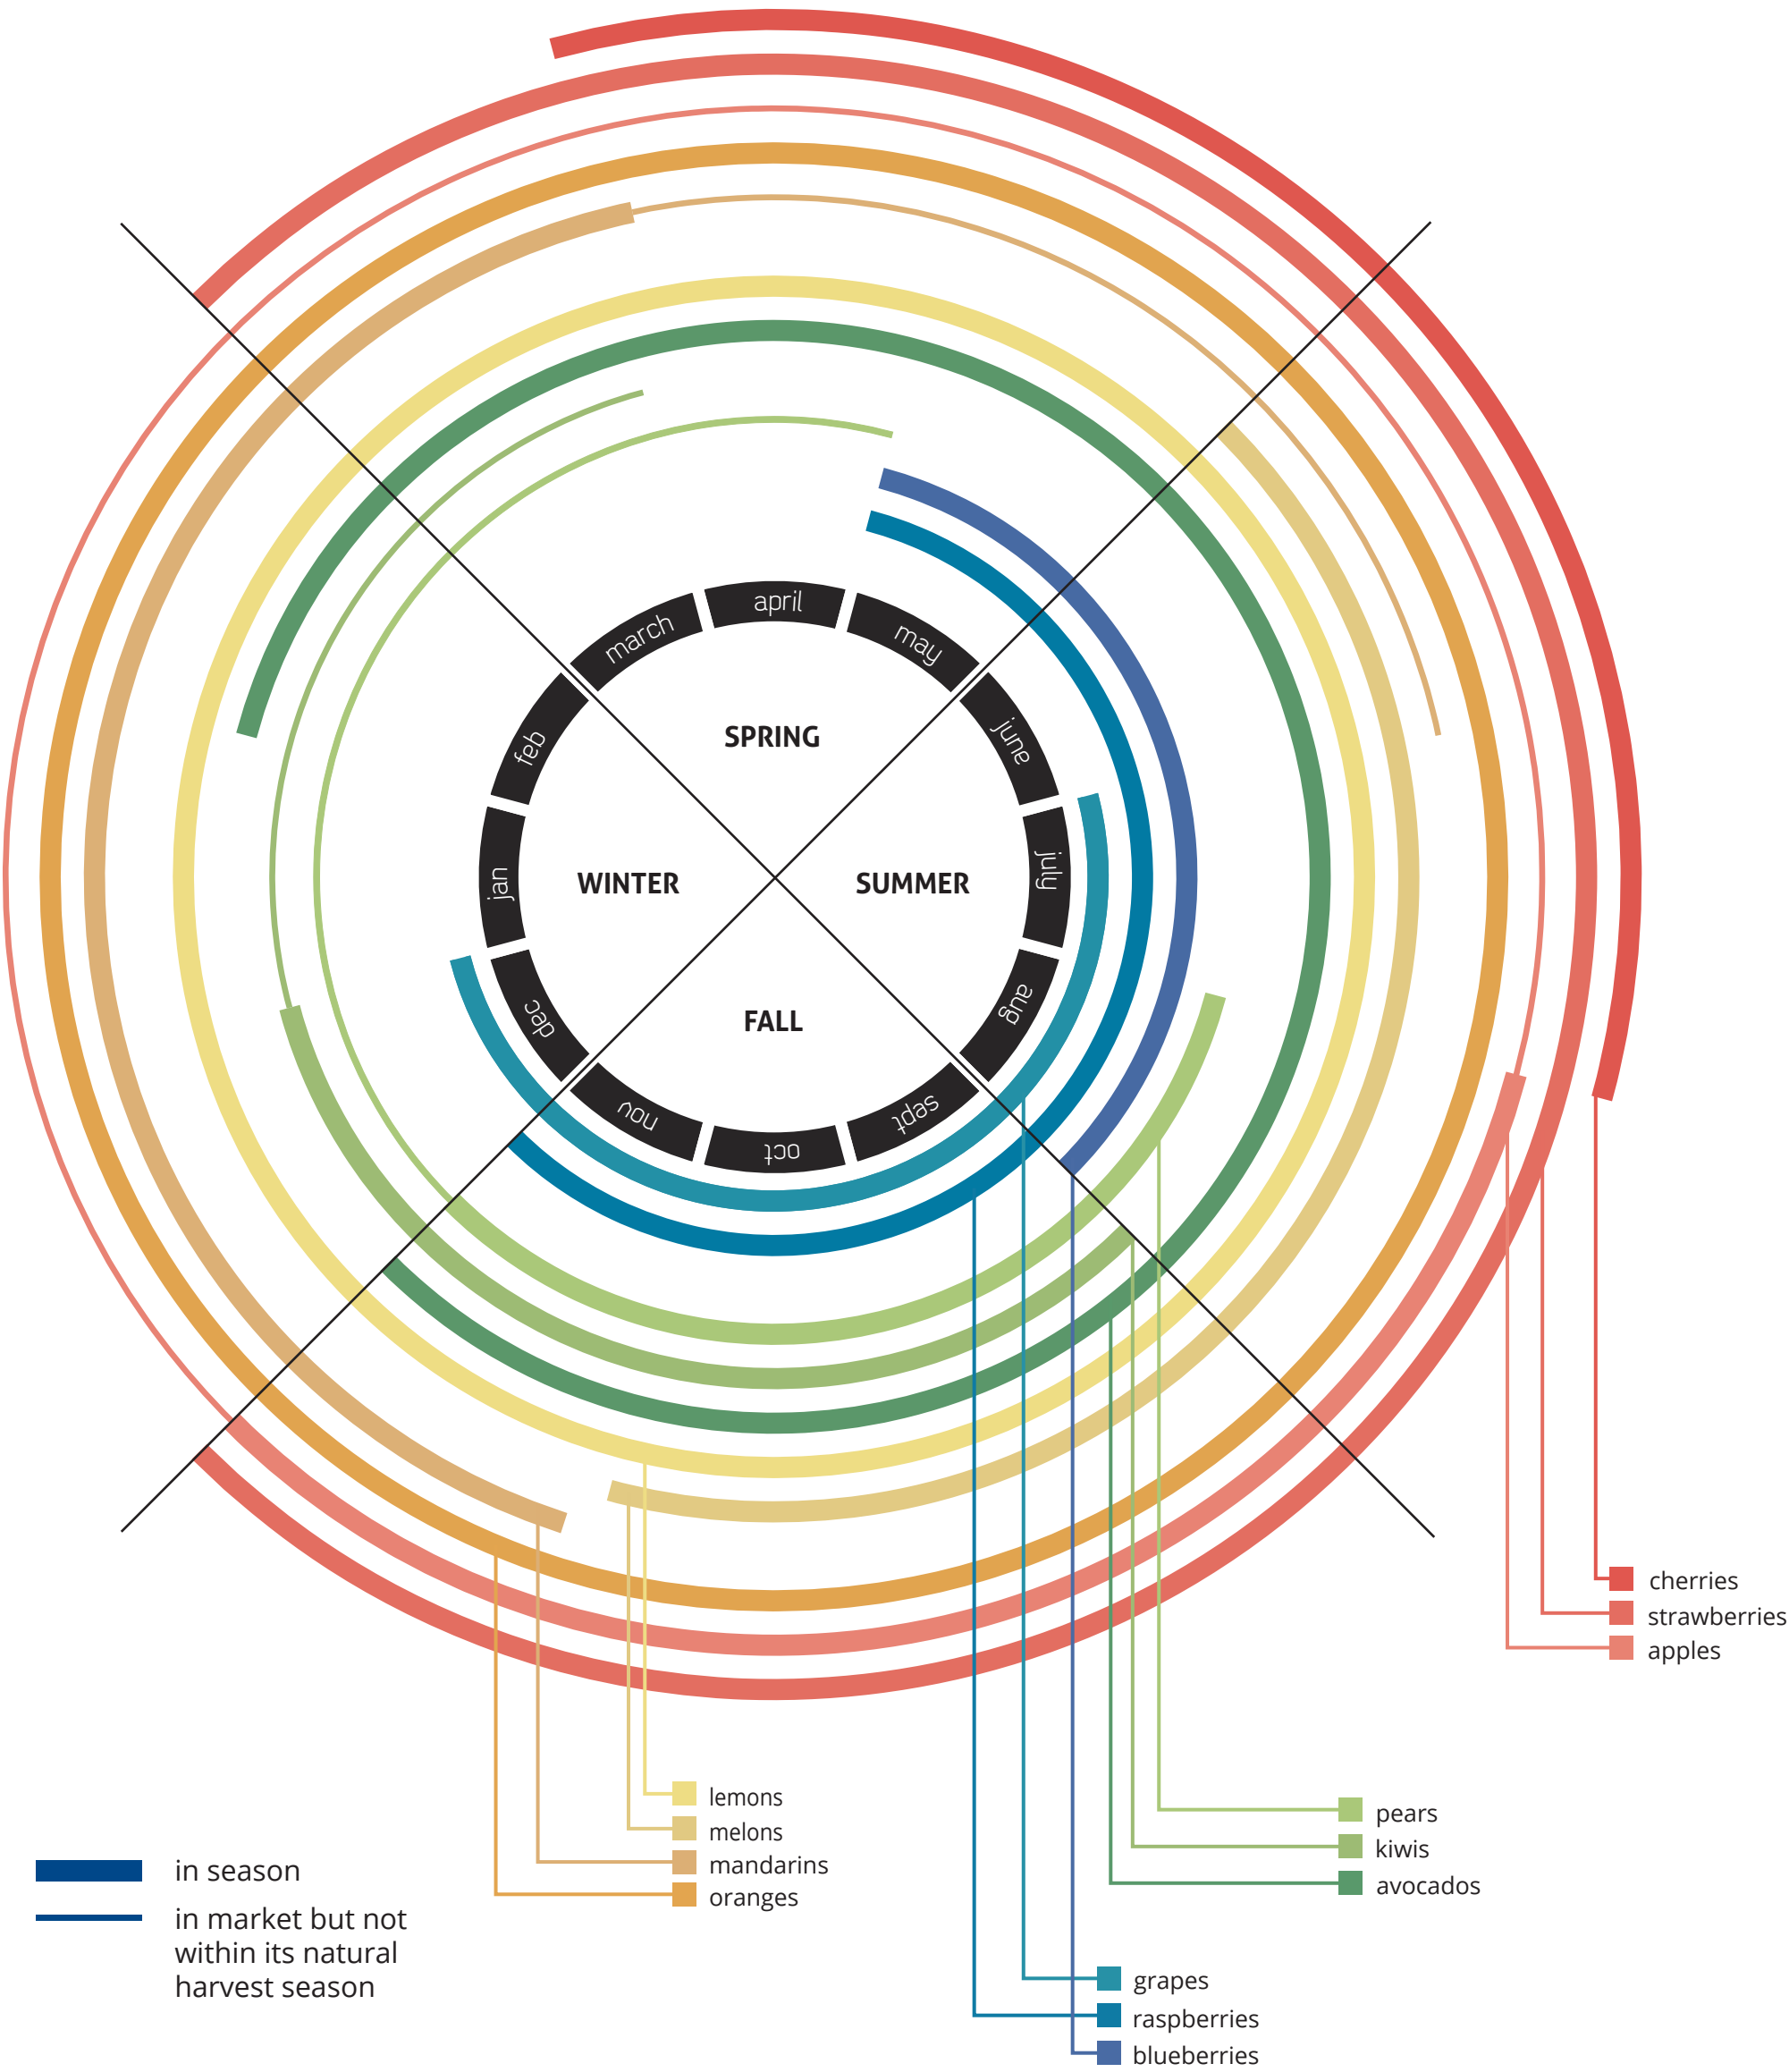 april
march
may
feb
june
SPRING
jan
WINTER
SUMMER
july
dec
aug
FALL
nov
oct
sept
cherries
strawberries
apples
lemons
melons
mandarins
oranges
pears
kiwis
avocados
in season
in market but not
within its natural
harvest season
grapes
raspberries
blueberries